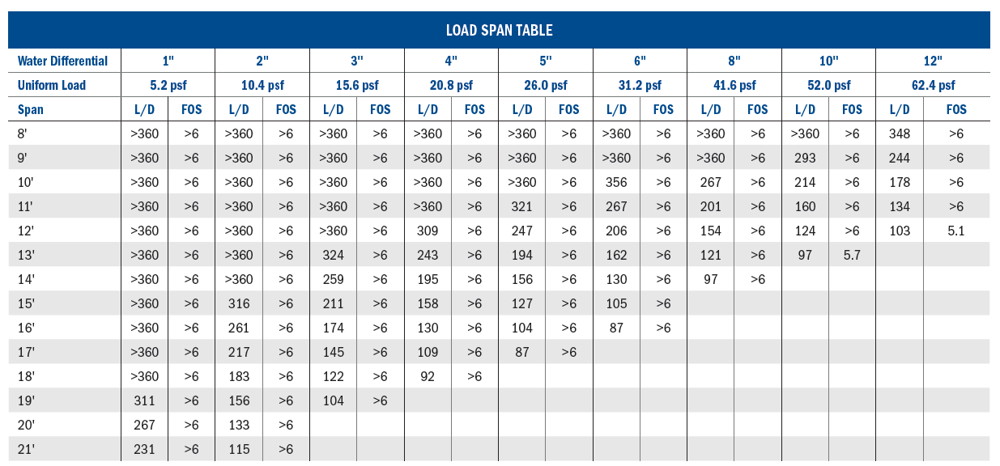 LOAD SPAN TABLE
Water Differential 1" 2" 3" 4" 5" 6" 8" 10" 12"
Uniform Load 5.2 psf 10.4 psf 15.6 psf 20.8 psf 26.0 psf 31.2 psf 41.6 psf 52.0 psf 62.4 psf
Span L/D FOS L/D FOS L/D FOS L/D FOS L/D FOS L/D FOS L/D FOS L/D FOS L/D FOS
8' >360 >6 >360 >6 >360 >6 >360 >6 >360 >6 >360 >6 >360 >6 >360 >6 348 >6
9' >360 >6 >360 >6 >360 >6 >360 >6 >360 >6 >360 >6 >360 >6 293 >6 244 >6
10' >360 >6 >360 >6 >360 >6 >360 >6 >360 >6 356 >6 267 >6 214 >6 178 >6
11' >360 >6 >360 >6 >360 >6 >360 >6 321 >6 267 >6 201 >6 160 >6 134 >6
12' >360 >6 >360 >6 >360 >6 309 >6 247 >6 206 >6 154 >6 124 >6 103 5.1
13' >360 >6 >360 >6 324 >6 243 >6 194 >6 162 >6 121 >6 97 5.7
14' >360 >6 >360 >6 259 >6 195 >6 156 >6 130 >6 97 >6
15' >360 >6 316 >6 211 >6 158 >6 127 >6 105 >6
16' >360 >6 261 >6 174 >6 130 >6 104 >6 87 >6
17' >360 >6 217 >6 145 >6 109 >6 87 >6
18' >360 >6 183 >6 122 >6 92 >6
19' 311 >6 156 >6 104 >6
20' 267 >6 133 >6
21' 231 >6 115 >6